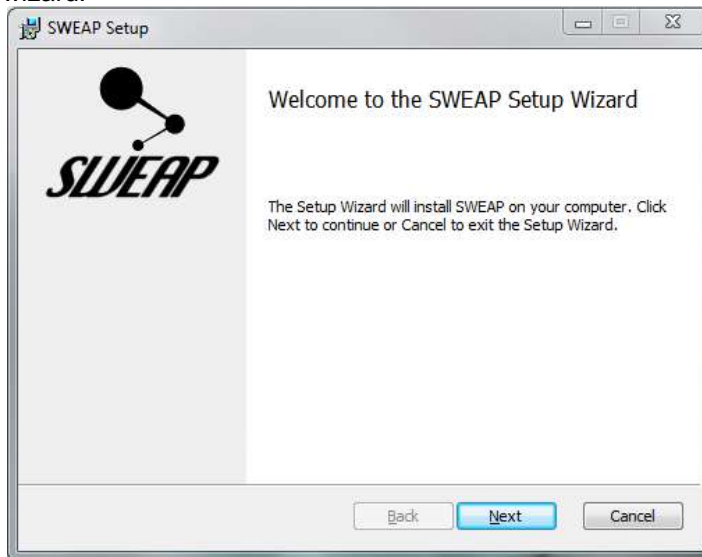 wizard.
SWEAP Setup
SWEAP
Welcome to the SWEAP Setup Wizard
The Setup Wizard will install SWEAP on your computer. Click
Next to continue or Cancel to exit the Setup Wizard.
Back
Next
Cancel